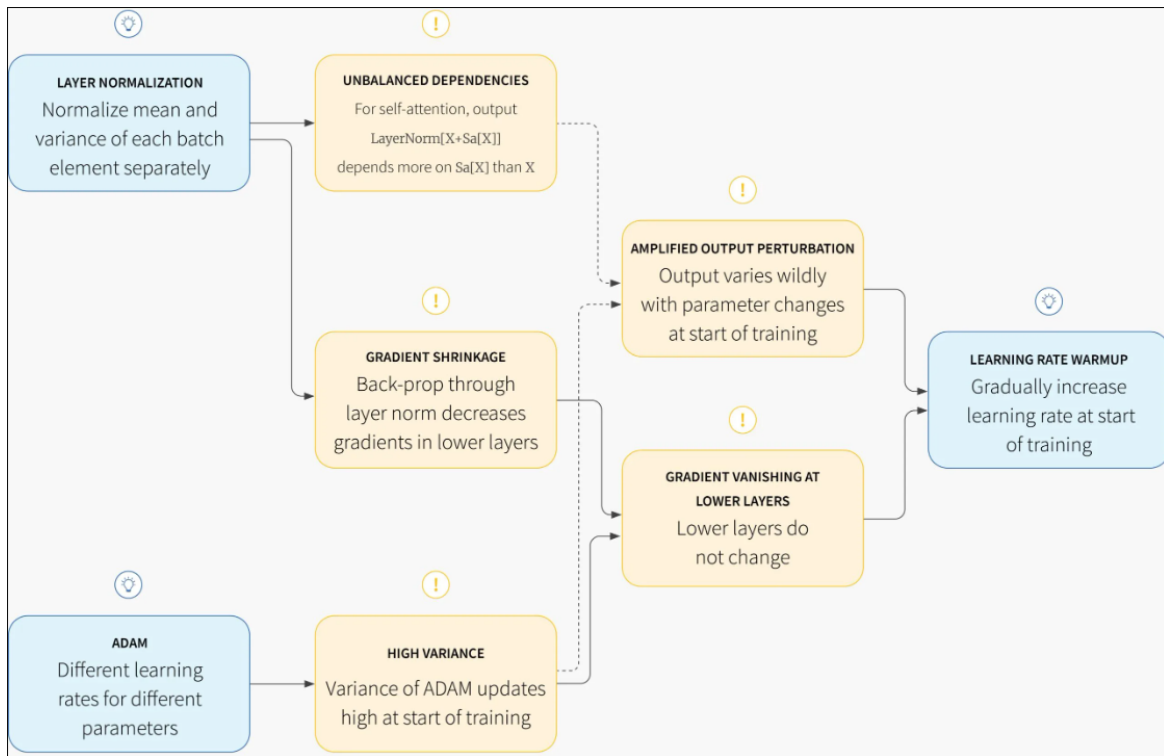 LAYER NORMALIZATION
Normalize mean and
variance of each batch
element separately
UNBALANCED DEPENDENCIES
For self-attention, output
LayerNorm[X+Sa[X]]
depends more on Sa[X] than X
AMPLIFIED OUTPUT PERTURBATION
Output varies wildly
with parameter changes
at start of training
GRADIENT SHRINKAGE
Back-prop through
layer norm decreases
gradients in lower layers
LEARNING RATE WARMUP
Gradually increase
learning rate at start
of training
GRADIENT VANISHING AT
LOWER LAYERS
Lower layers do
not change
ADAM
Different learning
rates for different
parameters
HIGH VARIANCE
Variance of ADAM updates
high at start of training